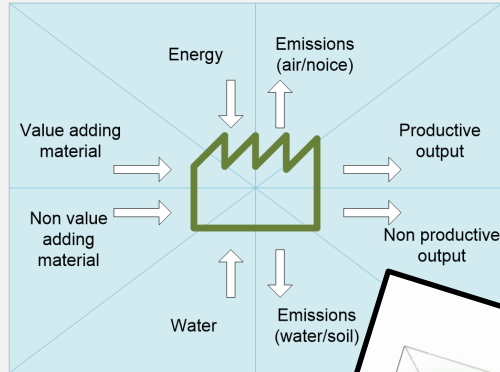 Energy
Emissions
(air/noice)
Value adding
material
Productive
output
Non value
adding
material
Non productive
output
Water
Emissions
(water/soil)